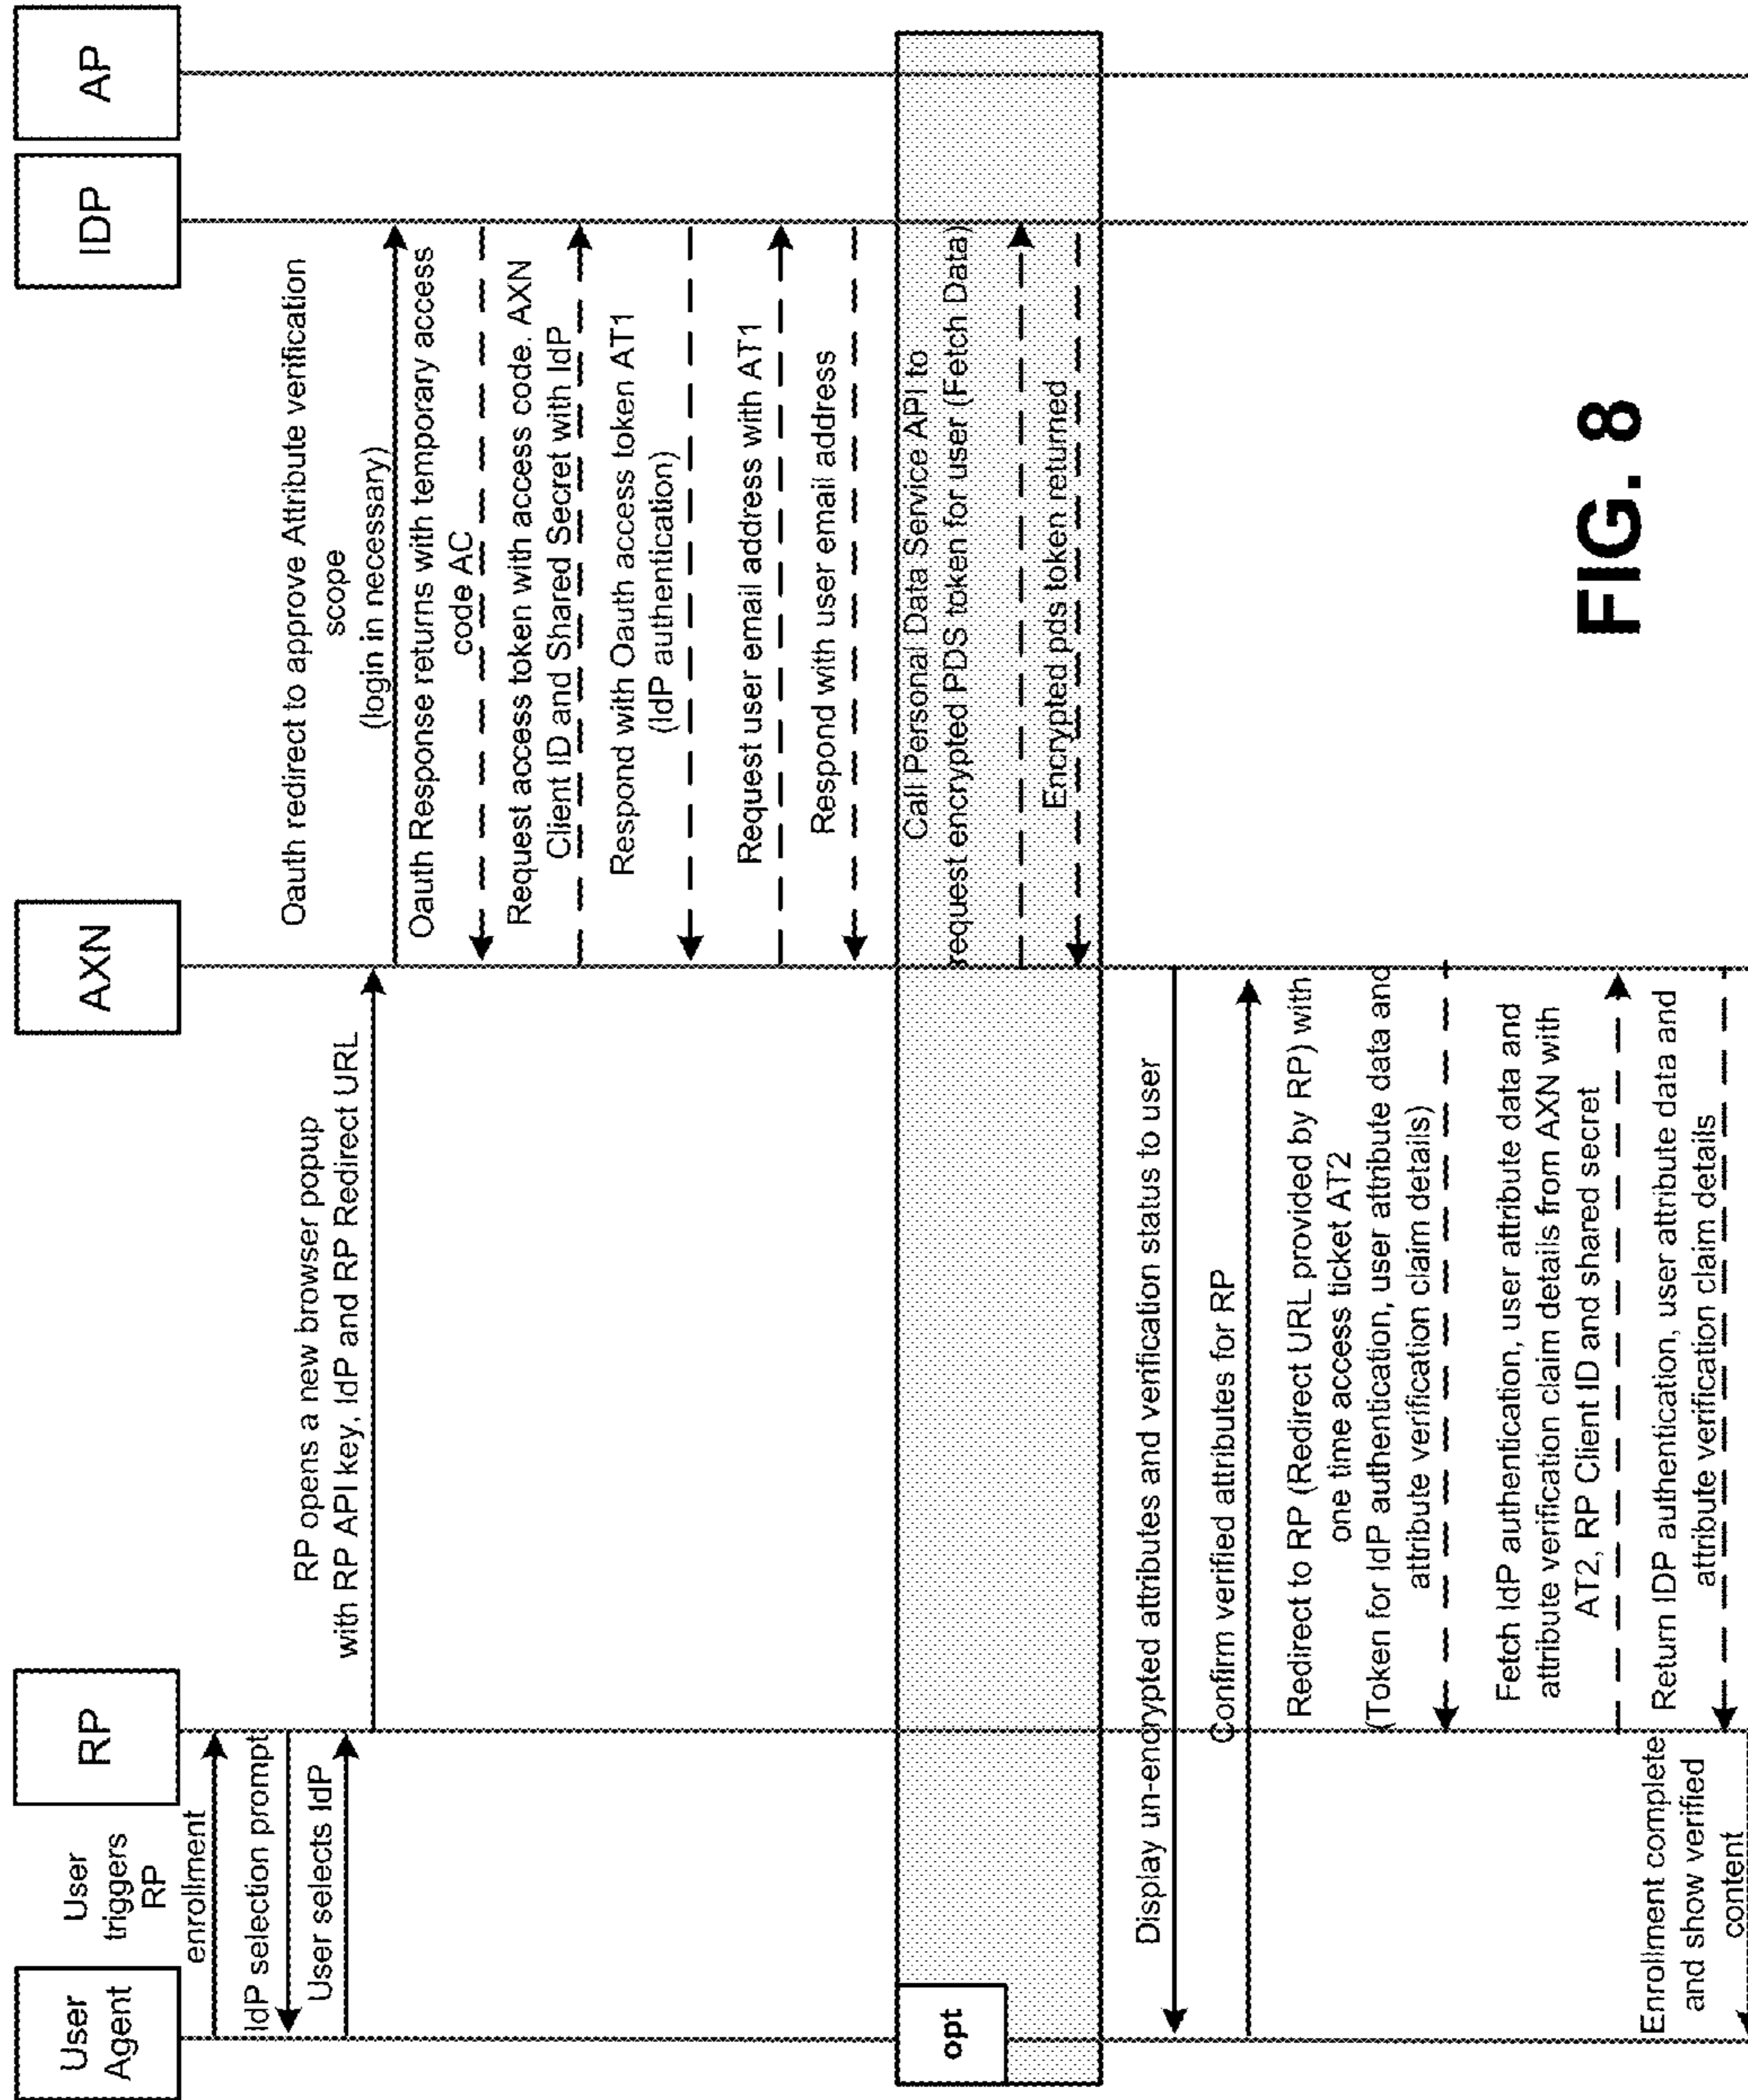 User
Agent
RP
AXN
IDP
AP
User
triggers
RP
enrollment
IdP selection prompt
User selects IdP
RP opens a new browser popup
with RP API key, IdP and RP Redirect URL
Oauth redirect to approve Attribute verification
scope
(login in necessary)
Oauth Response returns with temporary access
code AC
Request access token with access code. AXN
Client ID and Shared Secret with IdP
Respond with Oauth access token AT1
(IdP authentication)
Request user email address with AT1
Respond with user email address
opt
Call Personal Data Service API to
request encrypted PDS token for user (Fetch Data)
Encrypted pds token returned
Display un-encrypted attributes and verification status to user
Confirm verified attributes for RP
Redirect to RP (Redirect URL provided by RP) with
one time access ticket AT2
(Token for IdP authentication, user attribute data and
attribute verification claim details)
Fetch IdP authentication, user attribute data and
attribute verification claim details from AXN with
AT2, RP Client ID and shared secret
Return IDP authentication, user attribute data and
attribute verification claim details
Enrollment complete
and show verified
content
FIG. 8